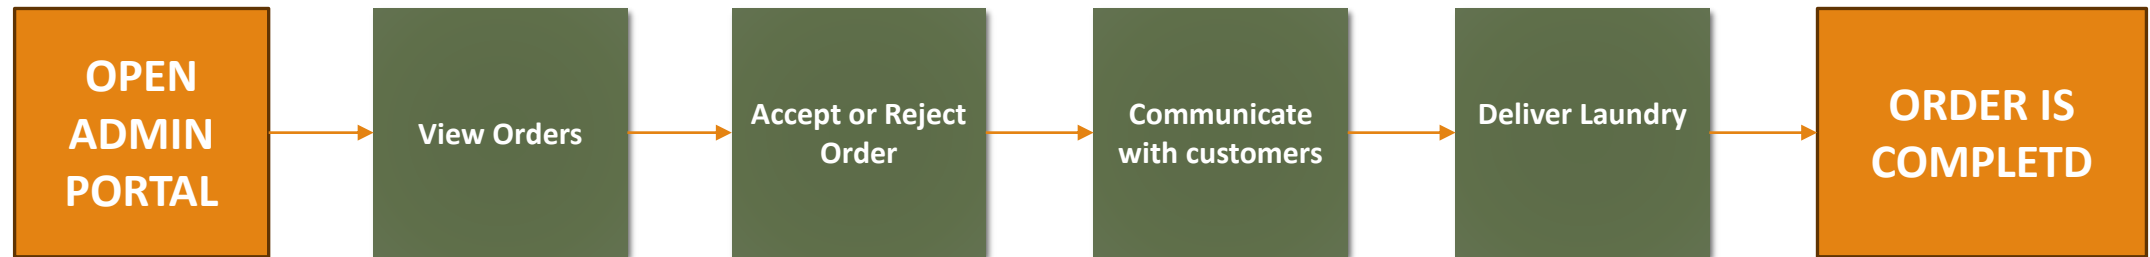 OPEN
ADMIN
PORTAL
View Orders
Accept or Reject
Order
Communicate
with customers
Deliver Laundry
ORDER IS
COMPLETD